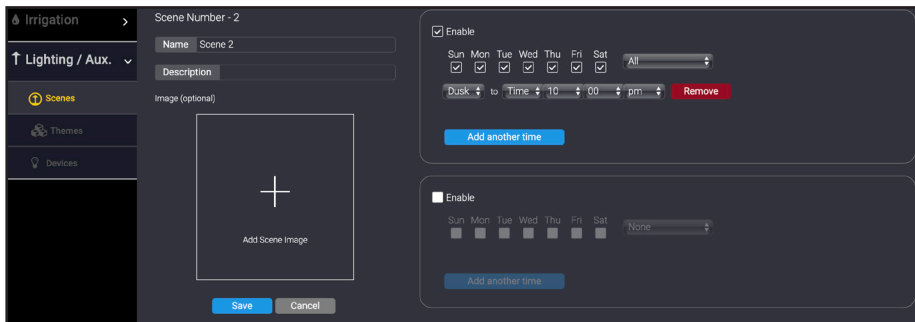 Irrigation
Lighting / Aux.
Scenes
Themes
Devices
Scene Number - 2
Name Scene 2
Description
Image (optional)
Add Scene Image
Save Cancel
Enable
Sun Mon Tue Wed Thu Fri Sat
All
Dusk to Time 10 00 pm Remove
Add another time
Enable
Sun Mon Tue Wed Thu Fri Sat
None
Add another time